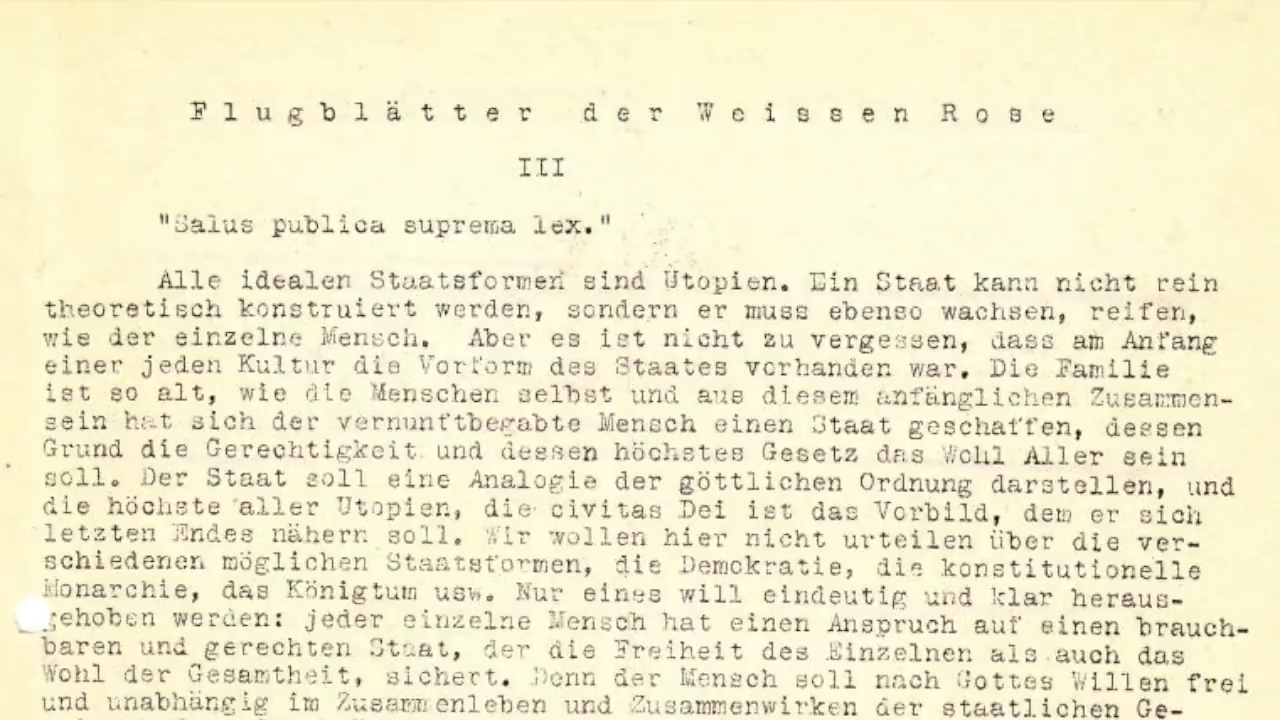 Flugblätter der Weissen Rose
III
"Salus publica suprema lex."
Alle idealen Staatsformen sind Utopien. Ein Staat kann nicht rein
theoretisch konstruiert werden, sondern er muss ebenso wachsen, reifen,
wie der einzelne Mensch. Aber es ist nicht zu vergessen, dass am Anfang
einer jeden Kultur die Vorform des Staates vorhanden war. Die Familie
ist so alt, wie die Menschen selbst und aus diesem anfänglichen Zusammen-
sein hat sich der vernunftbegabte Mensch einen Staat geschaffen, dessen
Grund die Gerechtigkeit und dessen höchstes Gesetz das Wohl Aller sein
soll. Der Staat soll eine Analogie der göttlichen Ordnung darstellen, und
die höchste aller Utopien, die civitas Dei ist das Vorbild, dem er sich
letzten Endes nähern soll. Wir wollen hier nicht urteilen über die ver-
schiedenen möglichen Staatsformen, die Demokratie, die konstitutionelle
Monarchie, das Königtum usw. Nur eines will eindeutig und klar heraus-
gehoben werden: jeder einzelne Mensch hat einen Anspruch auf einen brauch-
baren und gerechten Staat, der die Freiheit des Einzelnen als auch das
Wohl der Gesamtheit, sichert. Denn der Mensch soll nach Gottes Willen frei
und unabhängig im Zusammenleben und Zusammenwirken der staatlichen Ge-